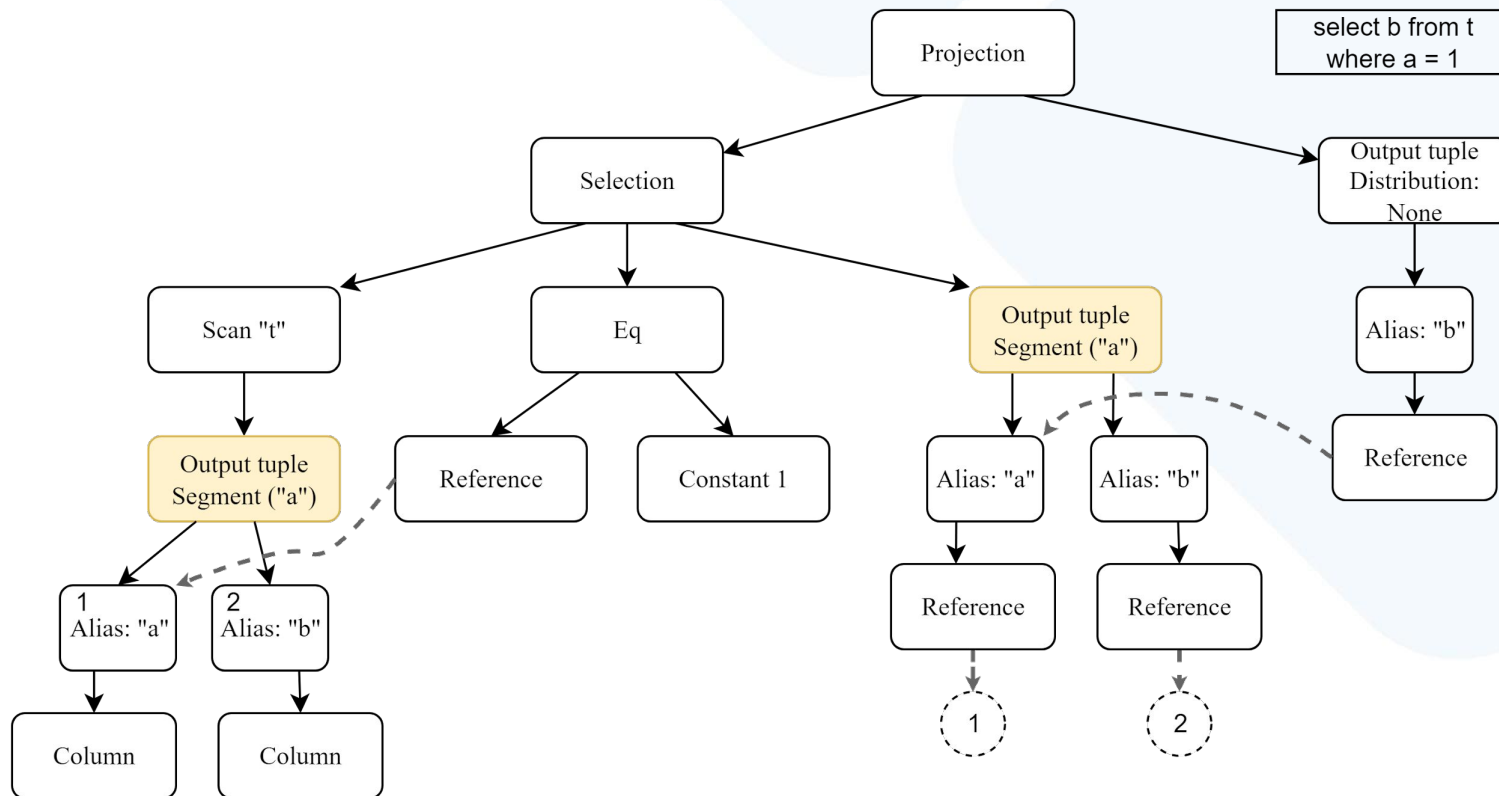 select b from t
where a = 1
Projection
Selection
Output tuple
Distribution:
None
Scan "t"
Eq
Output tuple
Segment ("a")
Alias: "b"
Output tuple
Segment ("a")
Reference
Constant 1
Alias: "a"
Alias: "b"
Reference
1
Alias: "a"
2
Alias: "b"
Reference
Reference
Column
Column
1
2